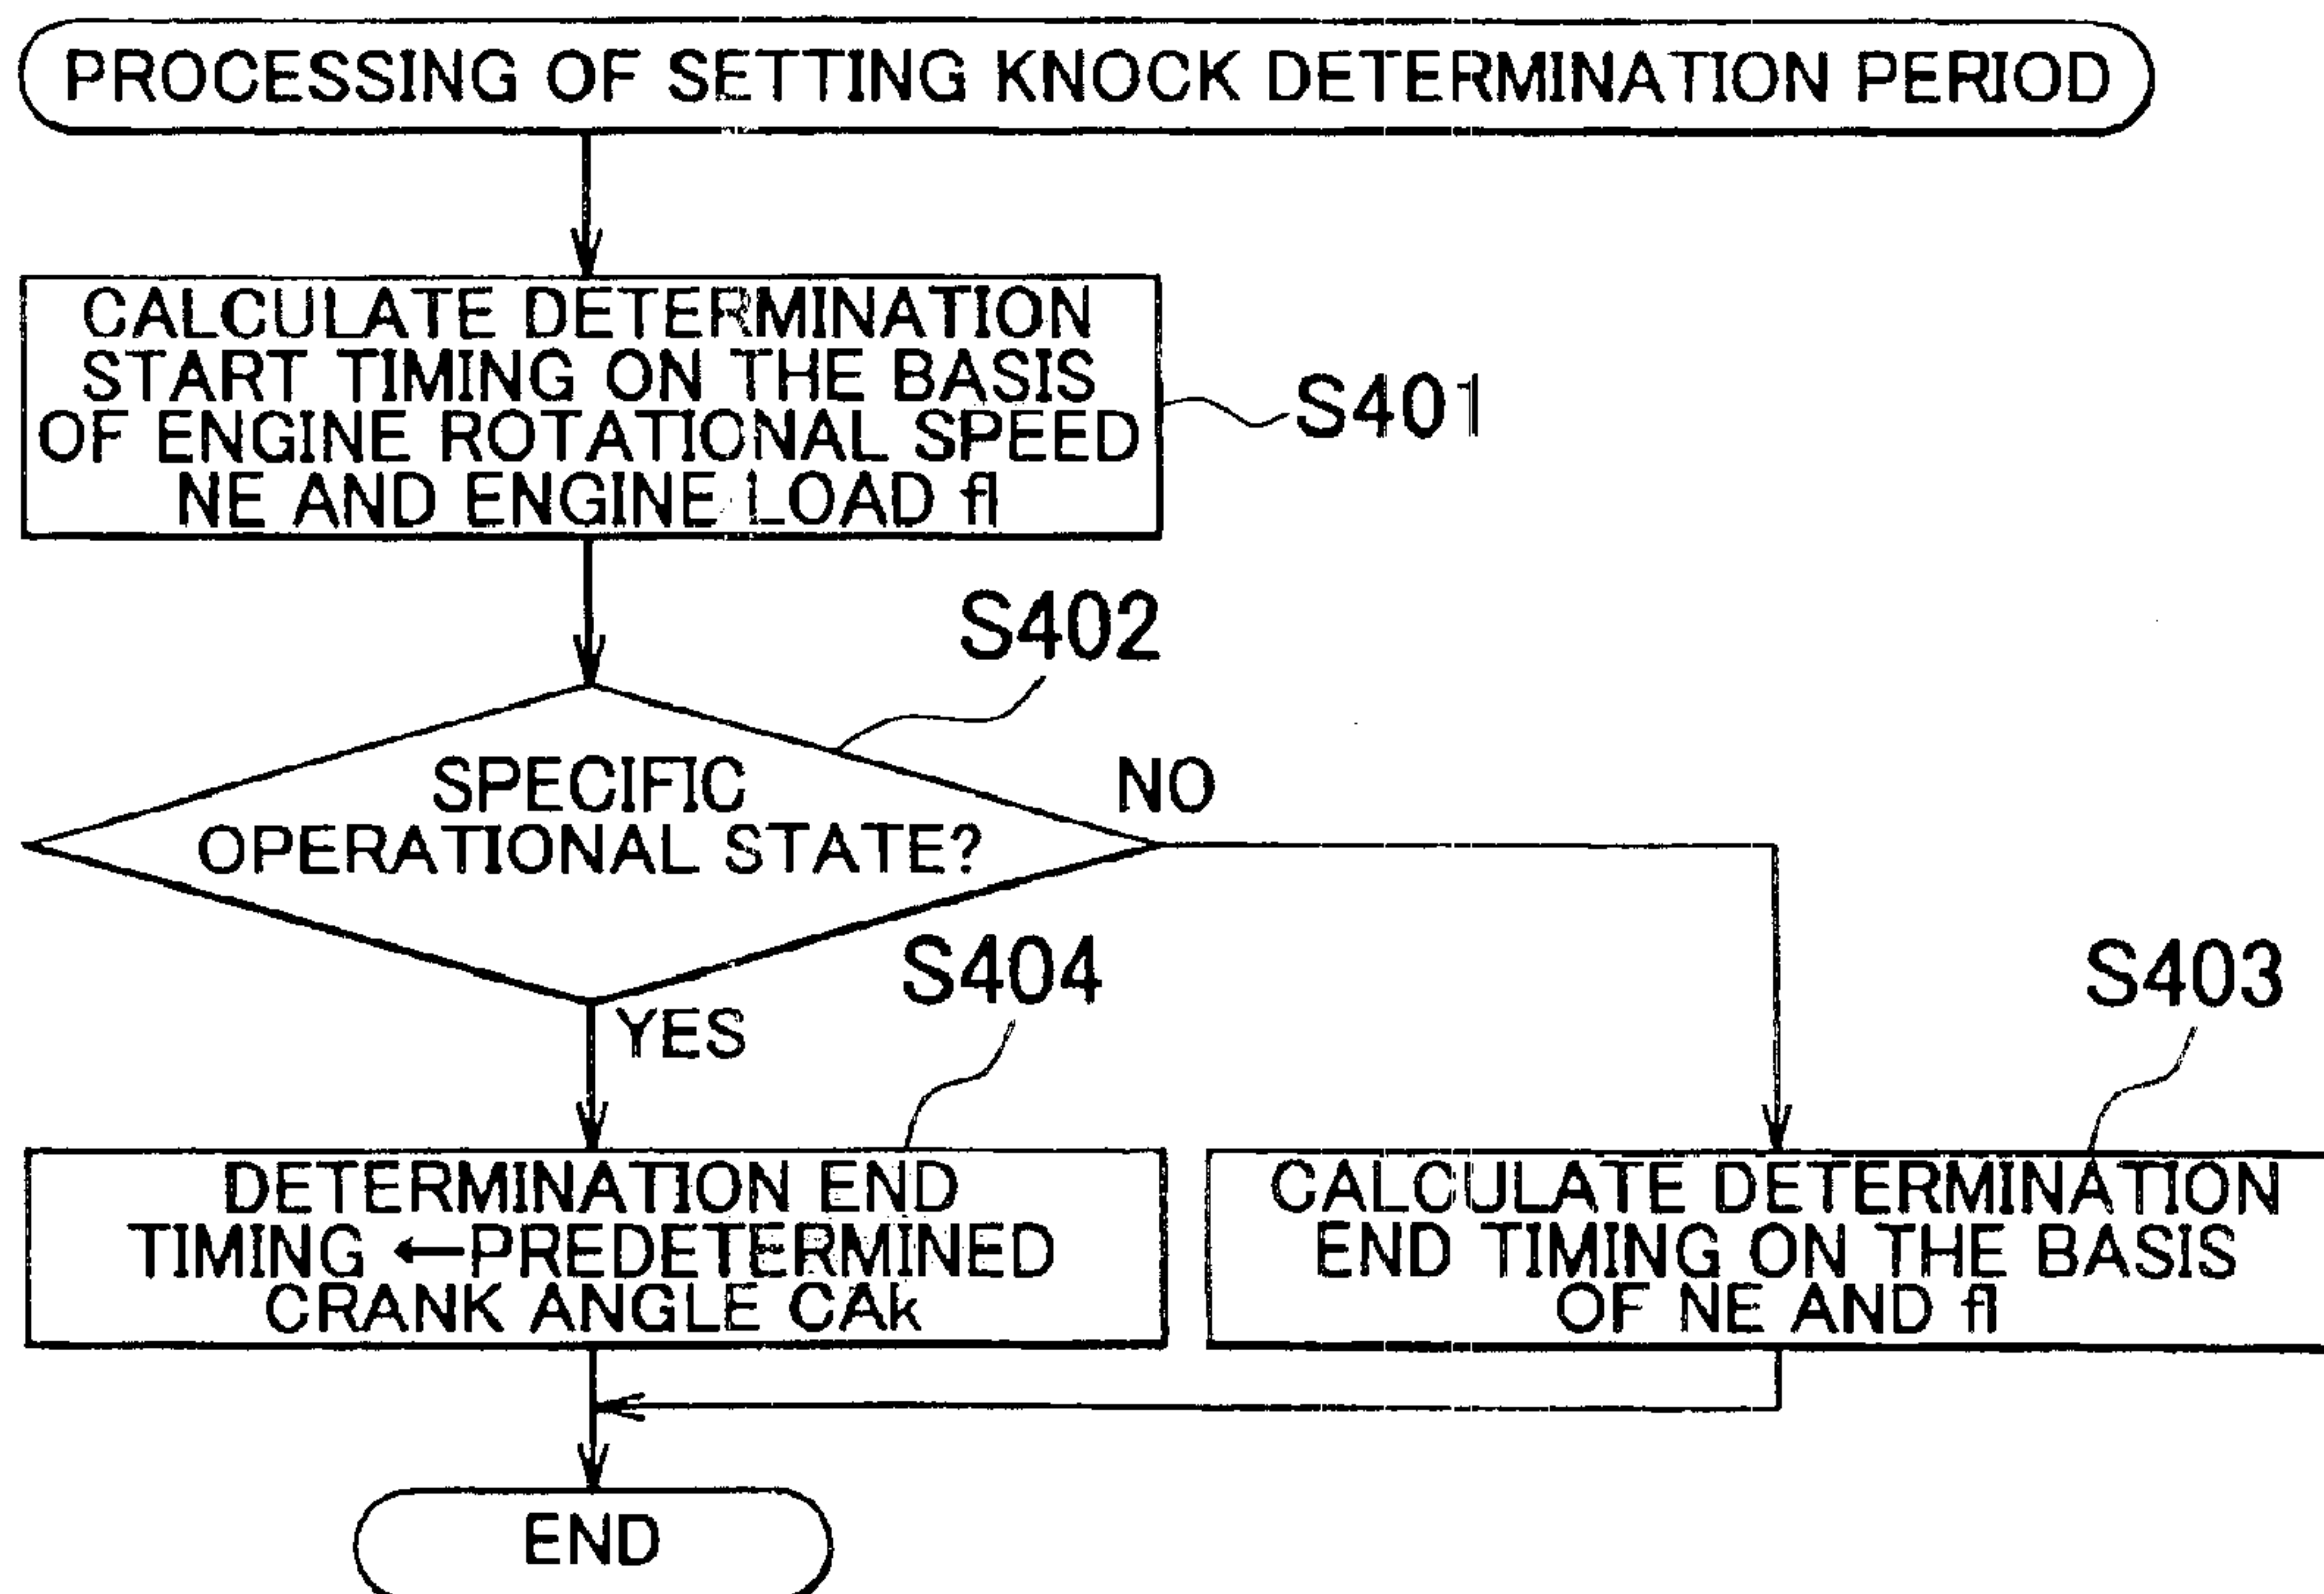 PROCESSING OF SETTING KNOCK DETERMINATION PERIOD
CALCULATE DETERMINATION
START TIMING ON THE BASIS
OF ENGINE ROTATIONAL SPEED
NE AND ENGINE LOAD fl
S401
S402
SPECIFIC
OPERATIONAL STATE?
NO
YES
S404
DETERMINATION END
TIMING ←PREDETERMINED
CRANK ANGLE CAk
S403
CALCULATE DETERMINATION
END TIMING ON THE BASIS
OF NE AND fl
END